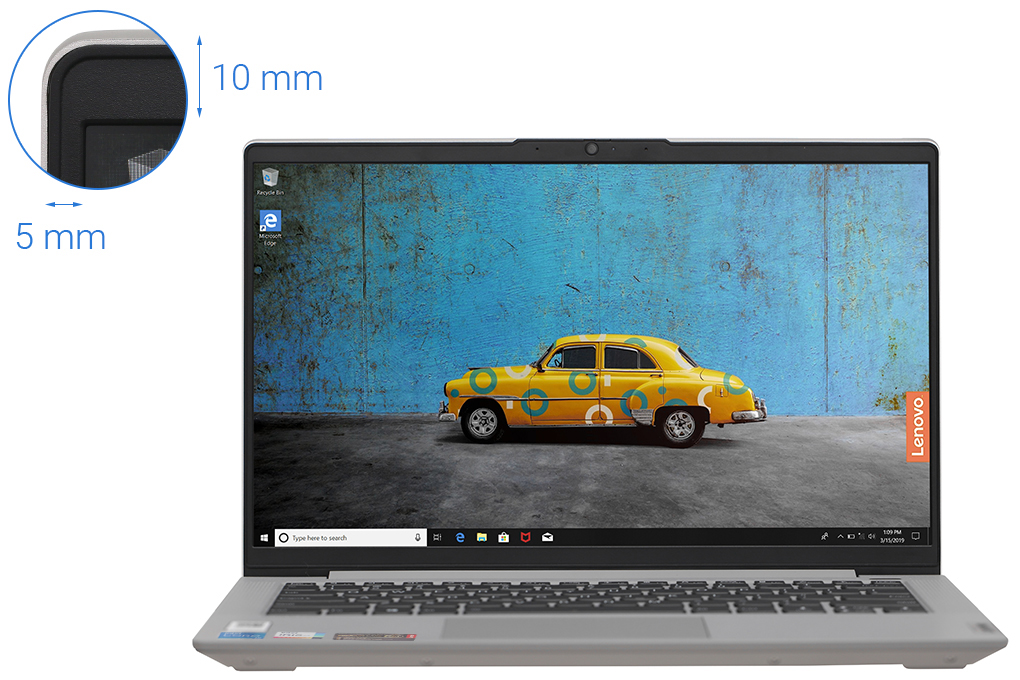 10 mm
5 mm
Recycle Bin
Microsoft
Edge
Lenovo
Type here to search
1:09 PM
3/15/2019